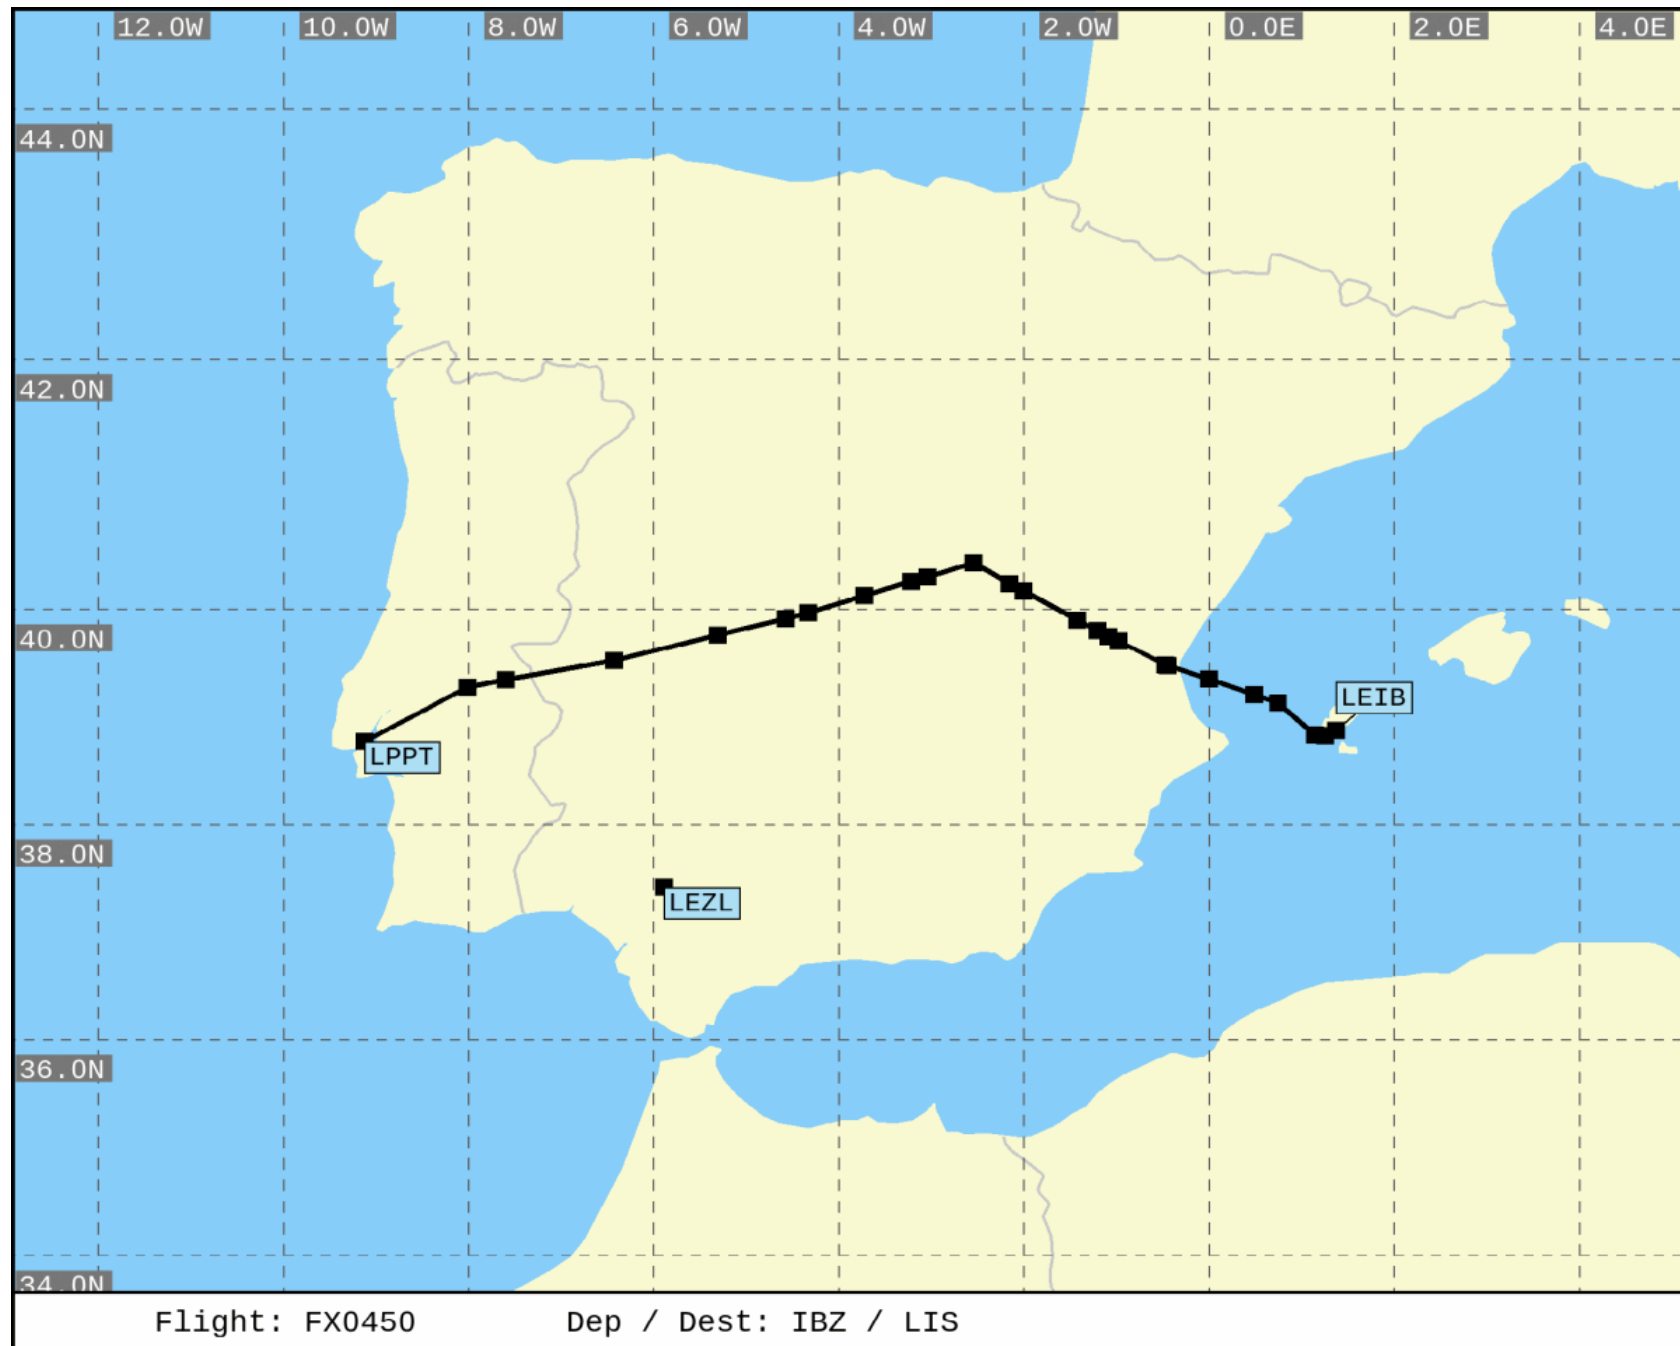 12.0W 10.0W 8.0W 6.0W 4.0W 2.0W 0.0E 2.0E 4.0E
44.0N
42.0N
40.0N
LEIB
LPPT
38.0N
LEZL
36.0N
34.0N
Flight: FX0450 Dep / Dest: IBZ / LIS